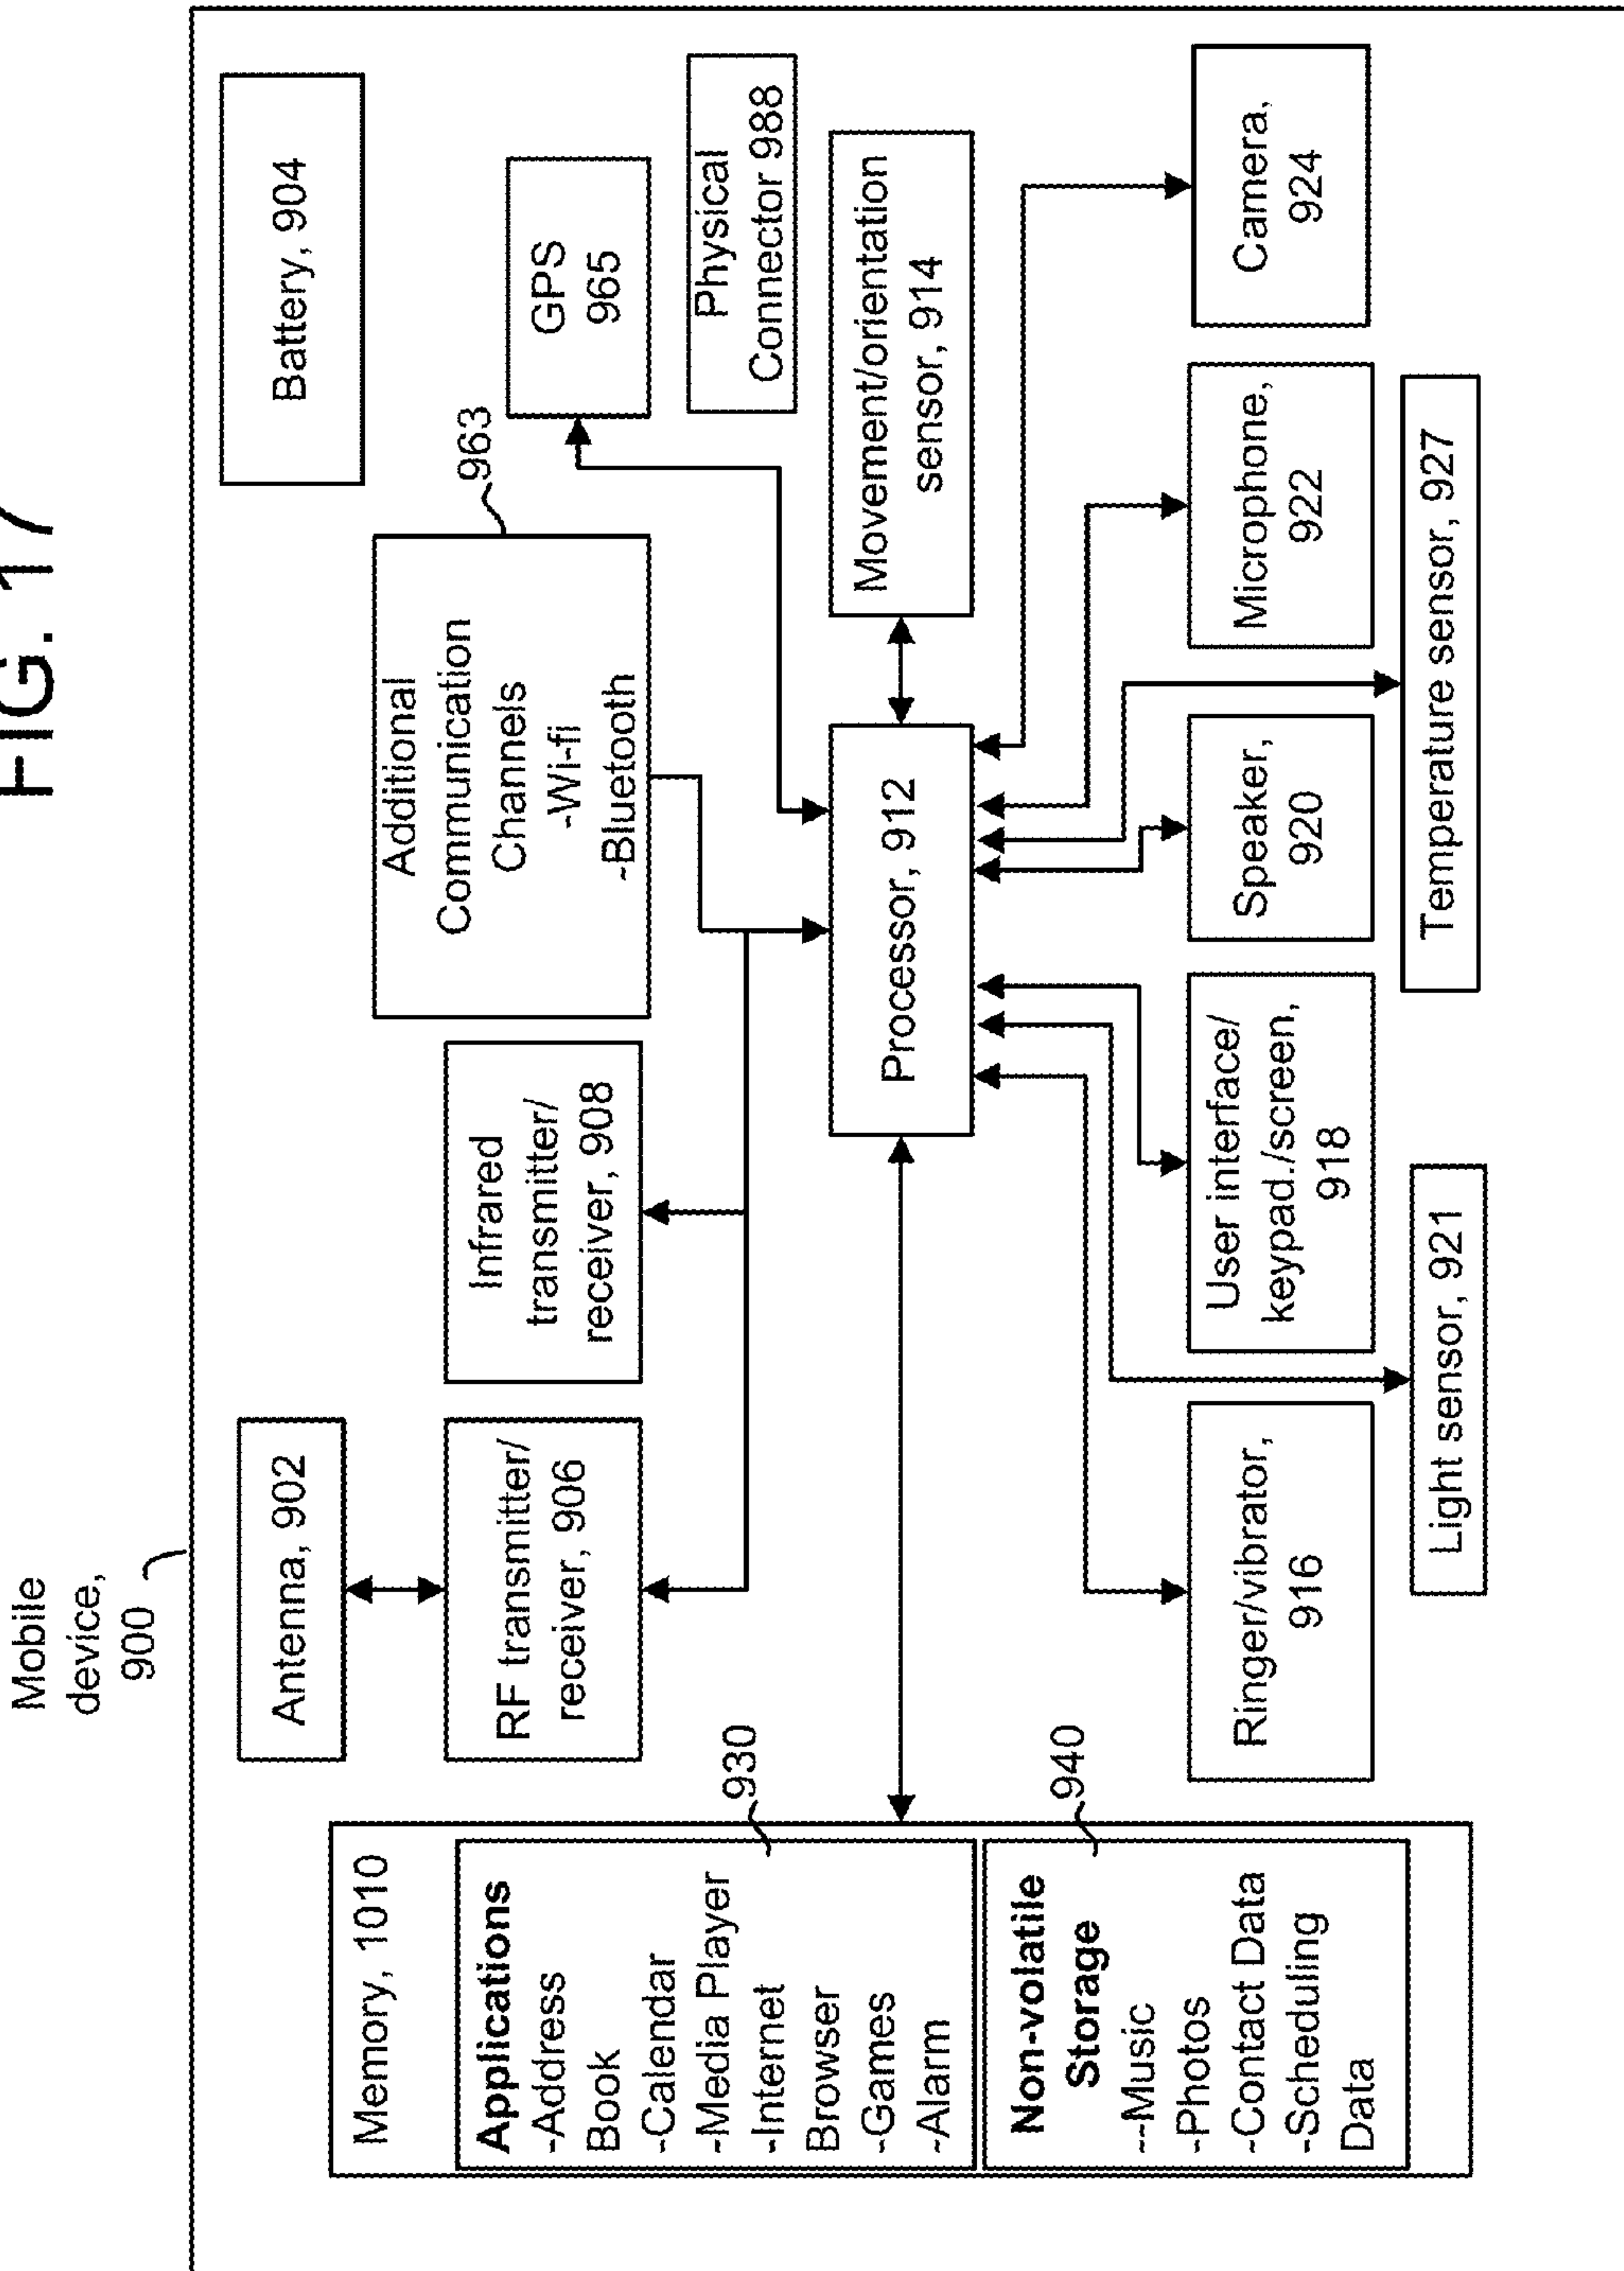 FIG. 17
Mobile
device,
900
Memory, 1010
Applications
-Address
Book
-Calendar
-Media Player
-Internet
Browser
-Games
-Alarm
930
Non-volatile
Storage
--Music
-Photos
-Contact Data
-Scheduling
Data
940
Antenna, 902
RF transmitter/
receiver, 906
Infrared
transmitter/
receiver, 908
Additional
Communication
Channels
-Wi-fi
-Bluetooth
963
Battery, 904
GPS
965
Physical
Connector 988
Processor, 912
Movement/orientation
sensor, 914
Ringer/vibrator,
916
User interface/
keypad./screen,
918
Speaker,
920
Microphone,
922
Camera,
924
Light sensor, 921
Temperature sensor, 927